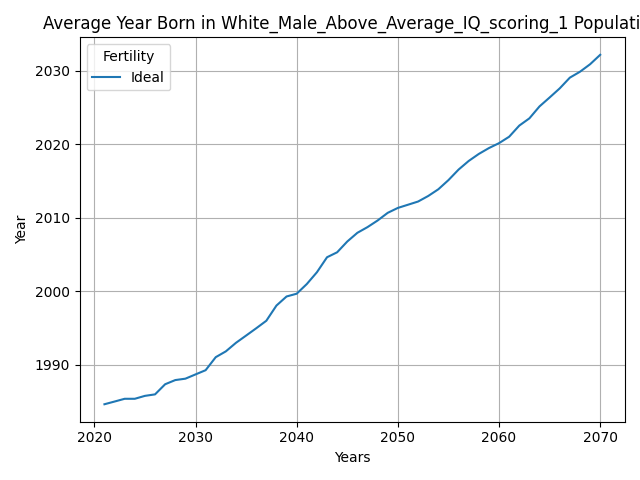 Average Year Born in White_Male_Above_Average_IQ_scoring_1 Populati
Fertility
Ideal
Year
2030
2020
2010
2000
1990
2020 2030 2040 2050 2060 2070
Years